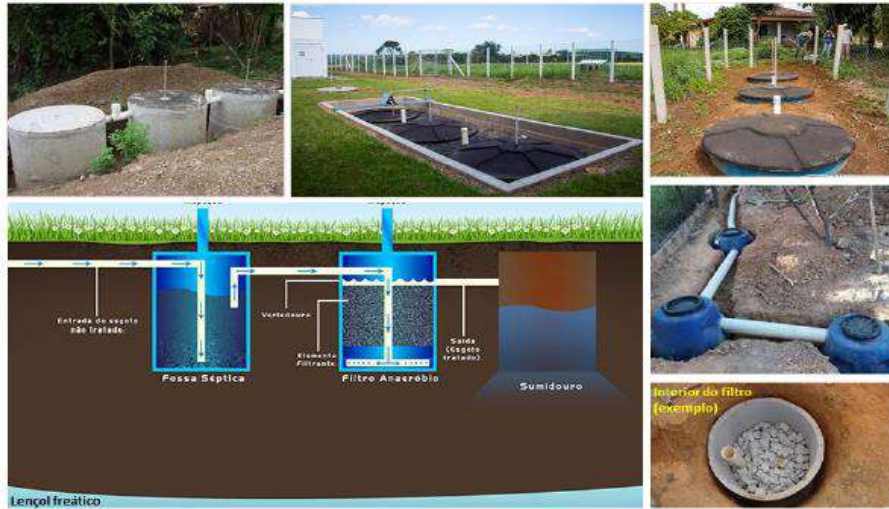 Entrada do esgoto
não tratado.
Vertedouro
Elemento
Filtrante.
Saída
(Esgoto
tratado)
Fossa Séptica
Filtro Anaeróbio
Sumidouro
Lençol freático
Interior do filtro
(exemplo)